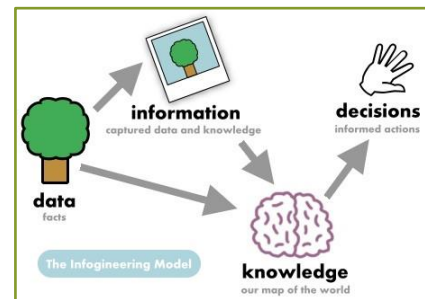 information
captured data and knowledge
decisions
informed actions
data
facts
The Infogineering Model
knowledge
our map of the world